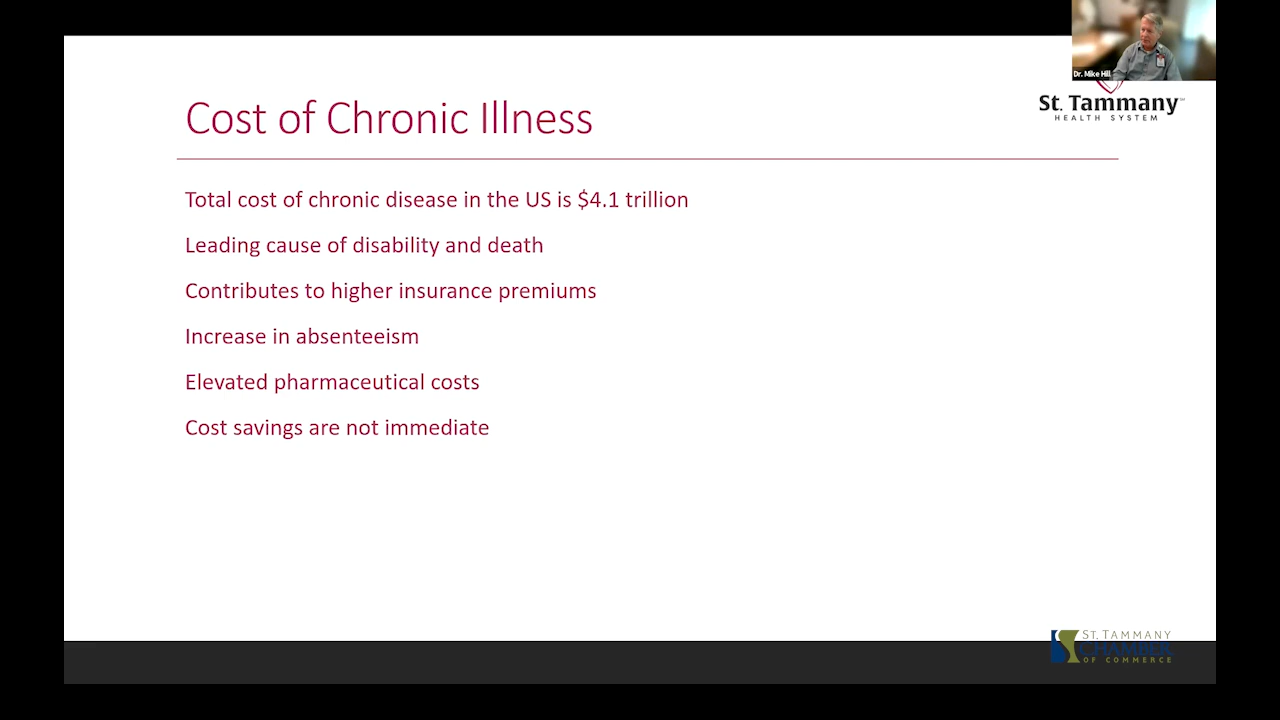 Dr. Mike Hill
St. Tammany
HEALTH SYSTEM
Cost of Chronic Illness
Total cost of chronic disease in the US is $4.1 trillion
Leading cause of disability and death
Contributes to higher insurance premiums
Increase in absenteeism
Elevated pharmaceutical costs
Cost savings are not immediate
ST. TAMMANY
CHAMBER
OF COMMERCE